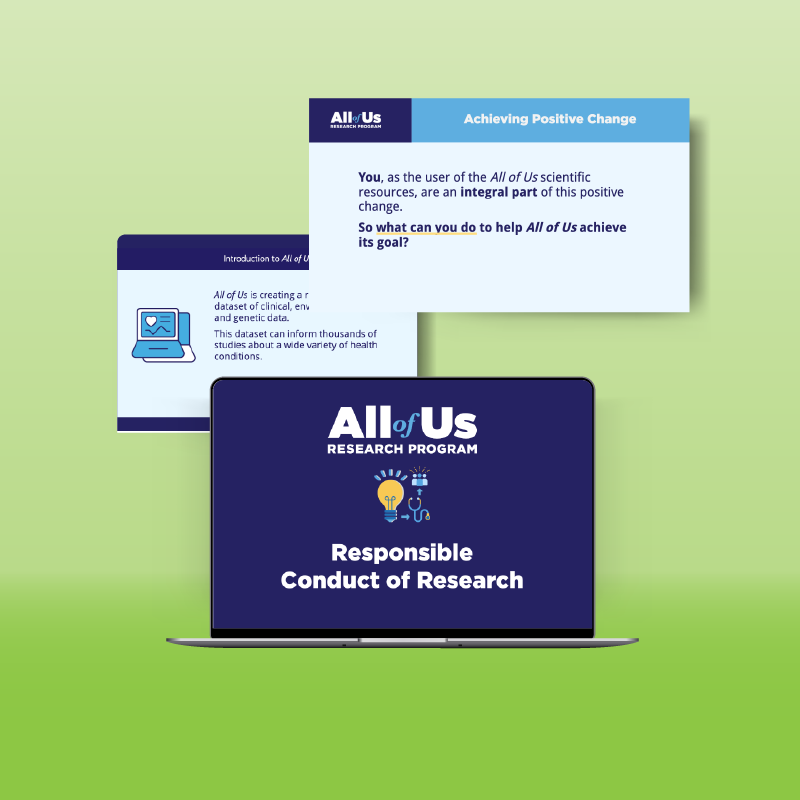 All of Us
RESEARCH PROGRAM
Achieving Positive Change
You, as the user of the All of Us scientific
resources, are an integral part of this positive
change.
So what can you do to help All of Us achieve
its goal?
Introduction to All of U
All of Us is creating a
dataset of clinical,
and genetic data.
This dataset can inform thousands of
studies about a wide variety of health
conditions.
All of Us
RESEARCH PROGRAM
Responsible
Conduct of Research